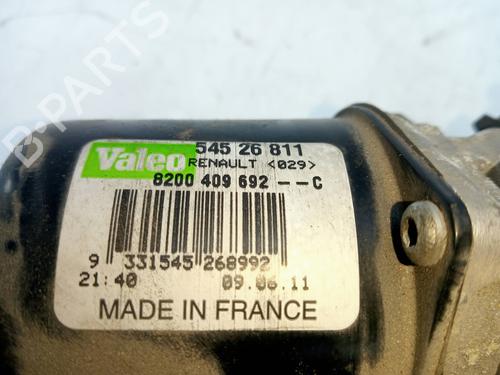 Valeo 545 26 811
RENAULT <029>
8200 409 692 -- C
9 331545 268992
21:40 09.06.11
MADE IN FRANCE
B-PARTS